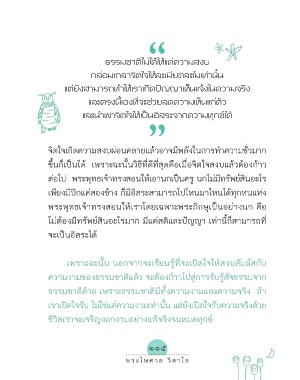 “
ธรรมชาติไม่ได้ให้แค่ความสงบ
กล่อมเกลาจิตใจให้ละเมียดละไมเท่านั้น
แต่ยังสามารถทำให้เราเกิดปัญญาเห็นแจ้งในความจริง
และตรงนี้เองที่จะช่วยลดความเห็นแก่ตัว
และนำพาจิตใจให้เป็นอิสระจากความทุกข์ได้
”
จิตใจเกิดความสงบผ่อนคลายแล้วอาจมีพลังในการทำความชั่วมาก
ขึ้นก็เป็นได้ เพราะฉะนั้นวิธีที่ดีที่สุดคือเมื่อจิตใจสงบแล้วต้องก้าว
ต่อไป พระพุทธเจ้าทรงสอนให้เอานกเป็นครู นกไม่มีทรัพย์สินอะไร
เพียงมีปีกแค่สองข้าง ก็มีอิสระสามารถไปไหนมาไหนได้ทุกหนแห่ง
พระพุทธเจ้าทรงสอนให้เราโดยเฉพาะพระภิกษุเป็นอย่างนก คือ
ไม่ต้องมีทรัพย์สินอะไรมาก มีแค่สติและปัญญา เท่านี้ก็สามารถที่
จะเป็นอิสระได้
เพราะฉะนั้น นอกจากจะเรียนรู้ที่จะเปิดใจให้สงบสัมผัสกับ
ความงามของธรรมชาติแล้ว จะต้องก้าวไปสู่การรับรู้สัจธรรมจาก
ธรรมชาติด้วย เพราะธรรมชาติมีทั้งความงามและความจริง ถ้า
เราเปิดใจรับ ไม่ใช่แค่ความงามเท่านั้น แต่ยังเปิดใจรับความจริงด้วย
ชีวิตเราจะเจริญงอกงามอย่างแท้จริงจนหมดทุกข์
๑๑๕
พระไพศาล วิสาโล